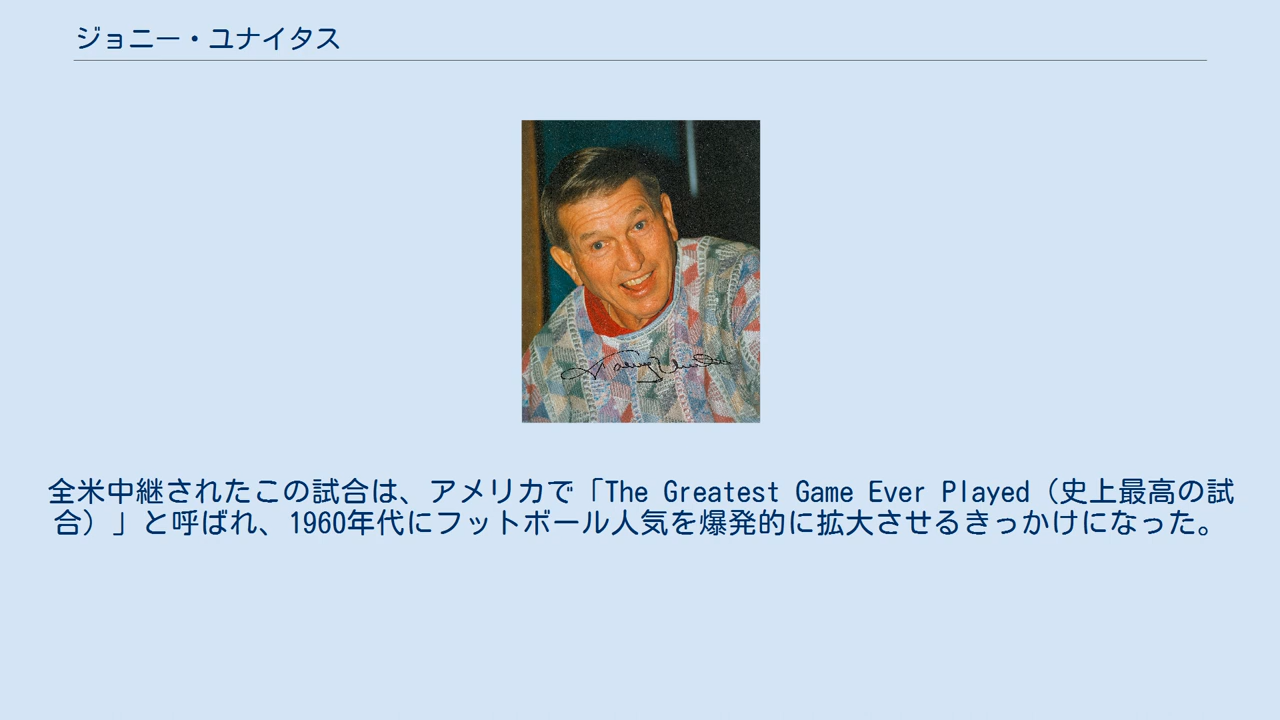 ジョニー・ユナイタス
全米中継されたこの試合は、アメリカで「The Greatest Game Ever Played（史上最高の試
合）」と呼ばれ、1960年代にフットボール人気を爆発的に拡大させるきっかけになった。